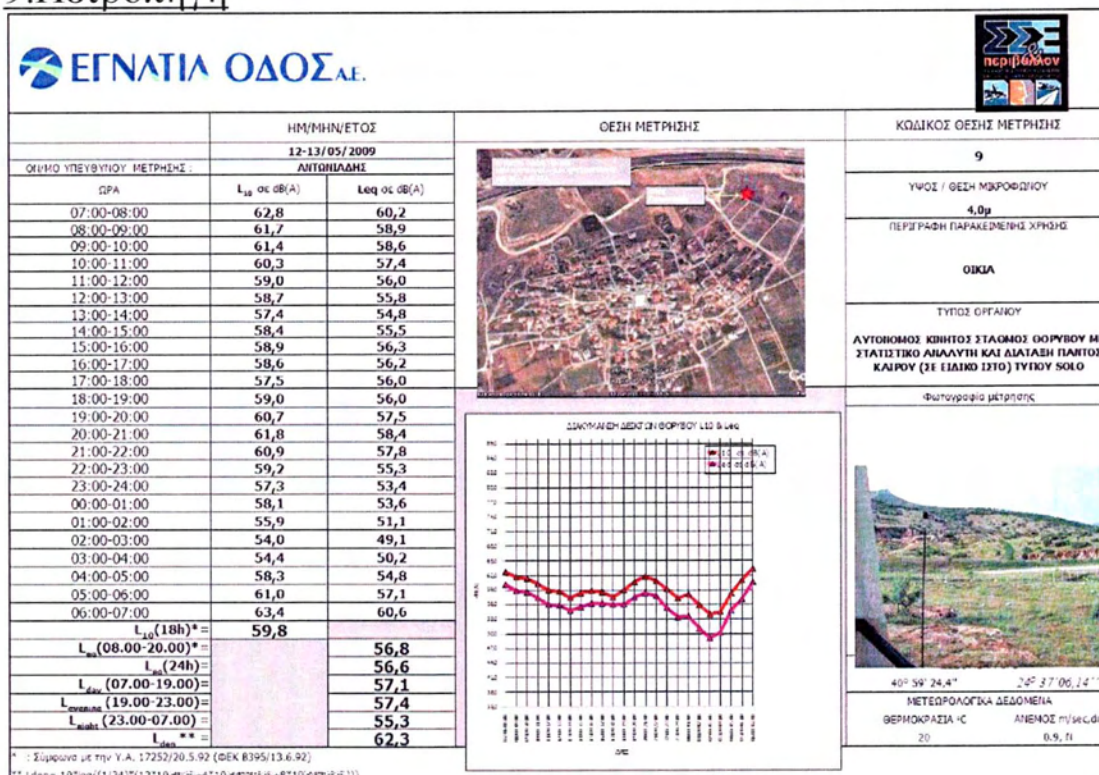 ΕΓΝΑΤΙΑ ΟΔΟΣ Α.Ε.
ΣΣΕ
&
περιβάλλον
ΗΜ/ΜΗΝ/ΕΤΟΣ
ΘΕΣΗ ΜΕΤΡΗΣΗΣ
ΚΩΔΙΚΟΣ ΘΕΣΗΣ ΜΕΤΡΗΣΗΣ
12-13/05/2009
9
ΟΝ/ΜΟ ΥΠΕΥΘΥΝΟΥ ΜΕΤΡΗΣΗΣ :
ΑΝΤΩΝΙΑΔΗΣ
ΩΡΑ L10 σε dB(A) Leq σε dB(A)
ΥΨΟΣ / ΘΕΣΗ ΜΙΚΡΟΦΩΝΟΥ
4,0μ
07:00-08:00 62,8 60,2
08:00-09:00 61,7 58,9
09:00-10:00 61,4 58,6
10:00-11:00 60,3 57,4
11:00-12:00 59,0 56,0
12:00-13:00 58,7 55,8
13:00-14:00 57,4 54,8
14:00-15:00 58,4 55,5
15:00-16:00 58,9 56,3
16:00-17:00 58,6 56,2
17:00-18:00 57,5 56,0
18:00-19:00 59,0 56,0
19:00-20:00 60,7 57,5
20:00-21:00 61,8 58,4
21:00-22:00 60,9 57,8
22:00-23:00 59,2 55,3
23:00-24:00 57,3 53,4
00:00-01:00 58,1 53,6
01:00-02:00 55,9 51,1
02:00-03:00 54,0 49,1
03:00-04:00 54,4 50,2
04:00-05:00 58,3 54,8
05:00-06:00 61,0 57,1
06:00-07:00 63,4 60,6
L10(18h)*= 59,8
Leq(08.00-20.00)*= 56,8
Leq(24h)= 56,6
Lday (07.00-19.00)= 57,1
Levening (19.00-23.00)= 57,4
Lnight (23.00-07.00) = 55,3
Lden ** = 62,3
ΠΕΡΙΓΡΑΦΗ ΠΑΡΑΚΕΙΜΕΝΗΣ ΧΡΗΣΗΣ
ΟΙΚΙΑ
ΤΥΠΟΣ ΟΡΓΑΝΟΥ
ΑΥΤΟΝΟΜΟΣ ΚΙΝΗΤΟΣ ΣΤΑΘΜΟΣ ΘΟΡΥΒΟΥ ΜΕ
ΣΤΑΤΙΣΤΙΚΟ ΑΝΑΛΥΤΗ ΚΑΙ ΔΙΑΤΑΞΗ ΠΑΝΤΟΣ
ΚΑΙΡΟΥ (ΣΕ ΕΙΔΙΚΟ ΙΣΤΟ) ΤΥΠΟΥ SOLO
Φωτογραφία μέτρησης
ΔΙΑΚΥΜΑΝΣΗ ΔΕΙΚΤΩΝ ΘΟΡΥΒΟΥ L10 & Leq
L10 σε dB(A)
Leq σε dB(A)
ΩΡΕΣ
40º 59' 24,4" 24º 37'06,14''
ΜΕΤΕΩΡΟΛΟΓΙΚΑ ΔΕΔΟΜΕΝΑ
ΘΕΡΜΟΚΡΑΣΙΑ ºC
20 0.9, N
* : Σύμφωνα με την Υ.Α. 17252/20.5.92 (ΦΕΚ Β395/13.6.92)